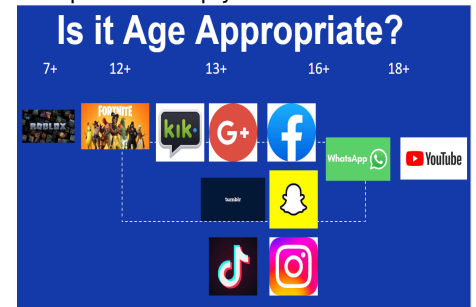 Is it Age Appropriate?
7+ 12+ 13+ 16+ 18+
ROBLOX
FORTNITE
kik.
G+
WhatsApp
YouTube
tumblr